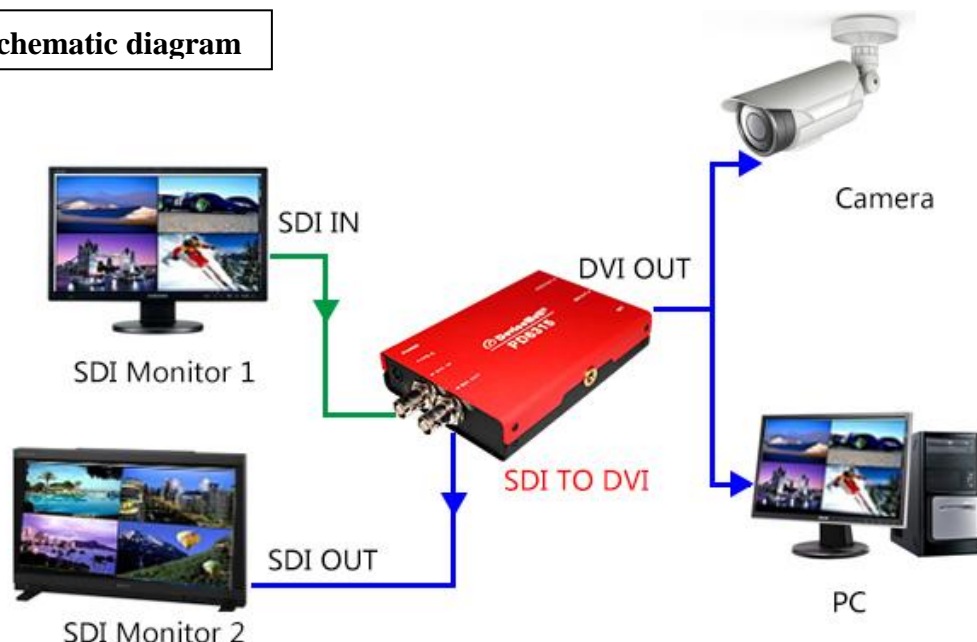 chematic diagram
SDI IN
DVI OUT
Camera
SDI Monitor 1
PD6315
SDI TO DVI
SDI OUT
SDI Monitor 2
PC